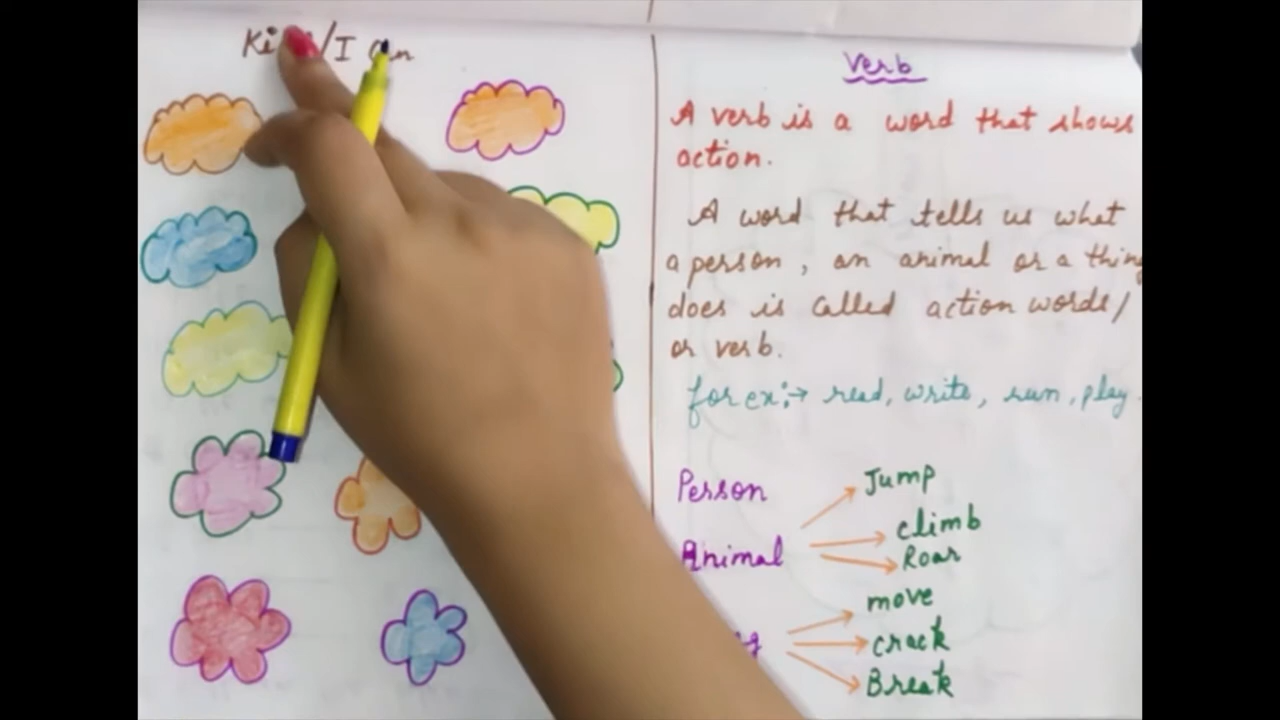 /I
Verb
A verb is a word that shows
action.
A word that tells us what
a person, an animal or a thing
does is called action words/
or verb.
for ex:→ read, write, run, play.
Person
Jump
climb
Animal
Roar
move
crack
Break